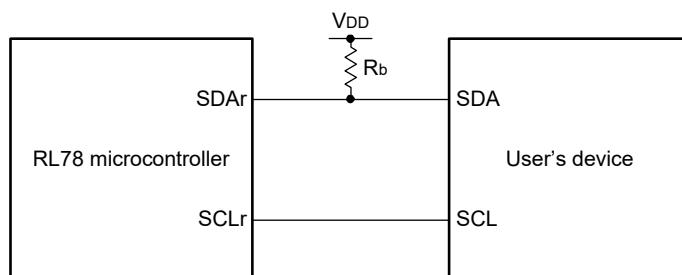 VDD
Rb
SDAr SDA
RL78 microcontroller User's device
SCLr SCL